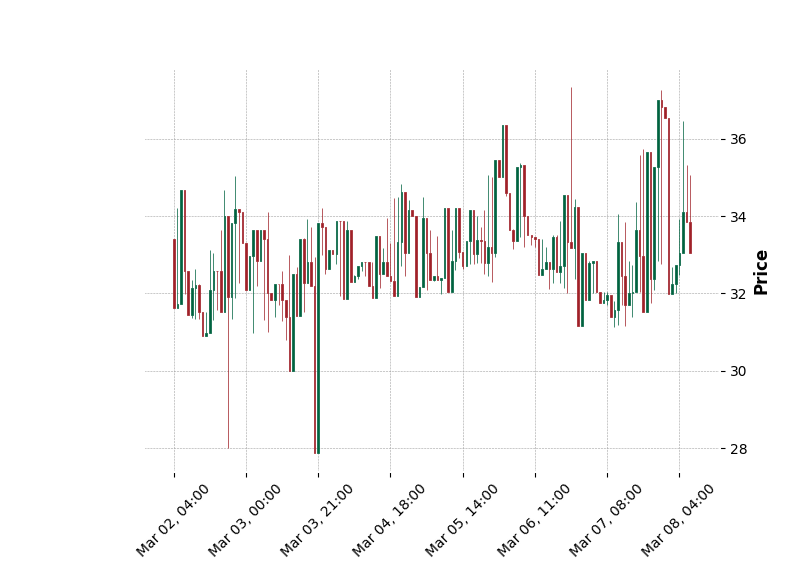 36
34
32
30
28
Price
Mar 02, 04:00
Mar 03, 00:00
Mar 03, 21:00
Mar 04, 18:00
Mar 05, 14:00
Mar 06, 11:00
Mar 07, 08:00
Mar 08, 04:00